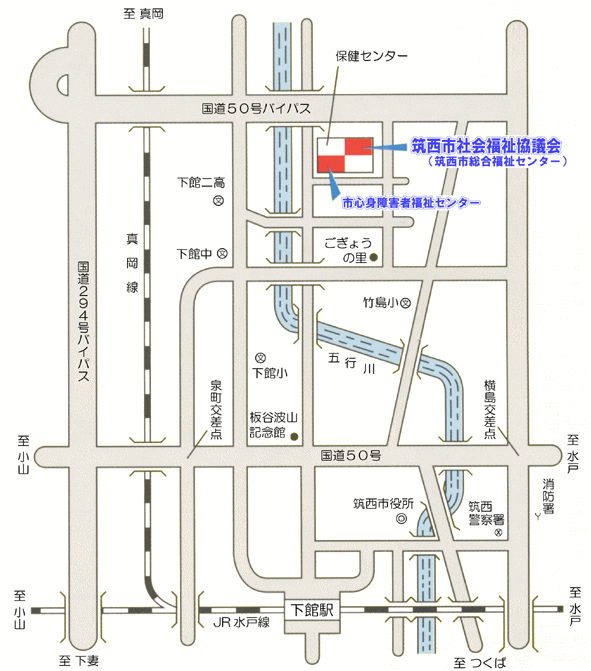 至 真岡
保健センター
国道50号バイパス
筑西市社会福祉協議会
（筑西市総合福祉センター）
下館二高
市心身障害者福祉センター
真岡線
下館中
ごぎょう
の里
国道294号バイパス
竹島小
五行川
下館小
泉町交差点
横島交差点
板谷波山
記念館
至小山
国道50号
至水戸
消防署
筑西市役所
筑西
警察署
至小山
下館駅
至水戸
JR水戸線
至 下妻
至 つくば